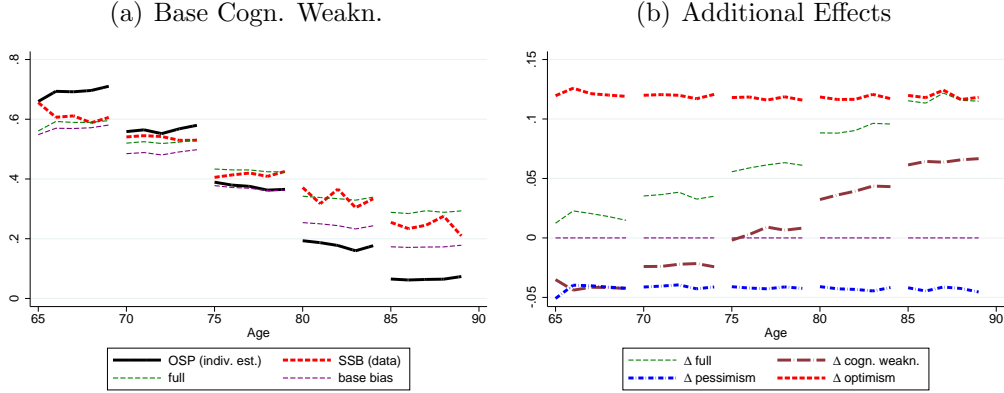 (a) Base Cogn. Weakn.
.8
.6
.4
.2
0
65 70 75 80 85 90
Age
OSP (indiv. est.) SSB (data)
full base bias
(b) Additional Effects
.15
.1
.05
0
-.05
65 70 75 80 85 90
Age
Δ full Δ cogn. weakn.
Δ pessimism Δ optimism